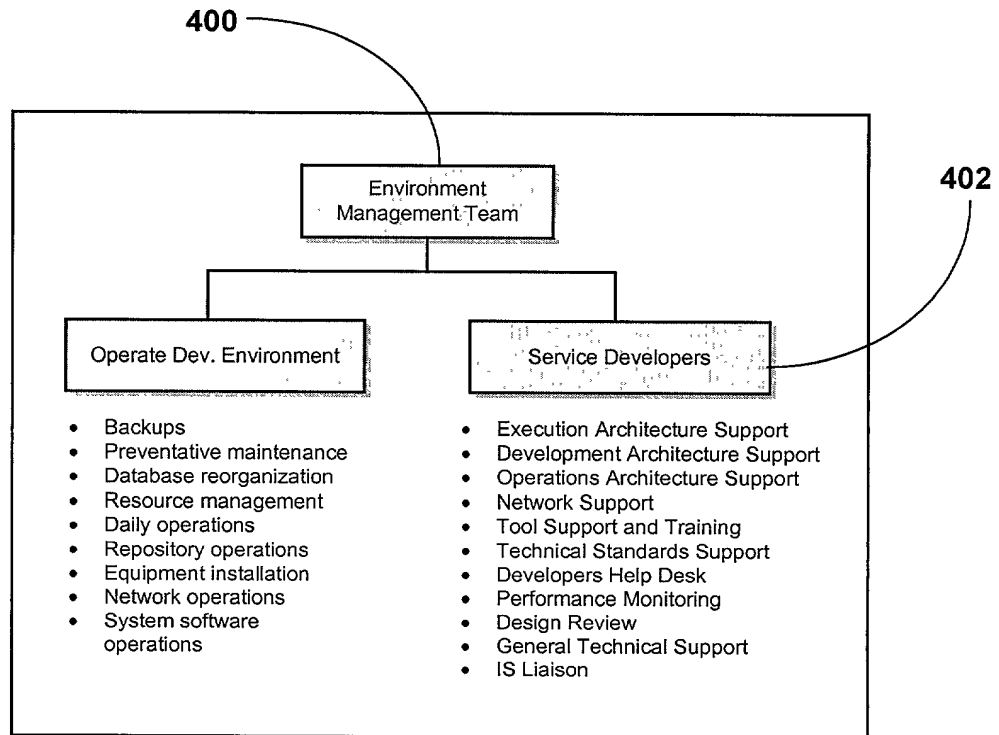 400
402
Environment
Management Team
Operate Dev. Environment
Service Developers
• Backups
• Preventative maintenance
• Database reorganization
• Resource management
• Daily operations
• Repository operations
• Equipment installation
• Network operations
• System software
operations
• Execution Architecture Support
• Development Architecture Support
• Operations Architecture Support
• Network Support
• Tool Support and Training
• Technical Standards Support
• Developers Help Desk
• Performance Monitoring
• Design Review
• General Technical Support
• IS Liaison